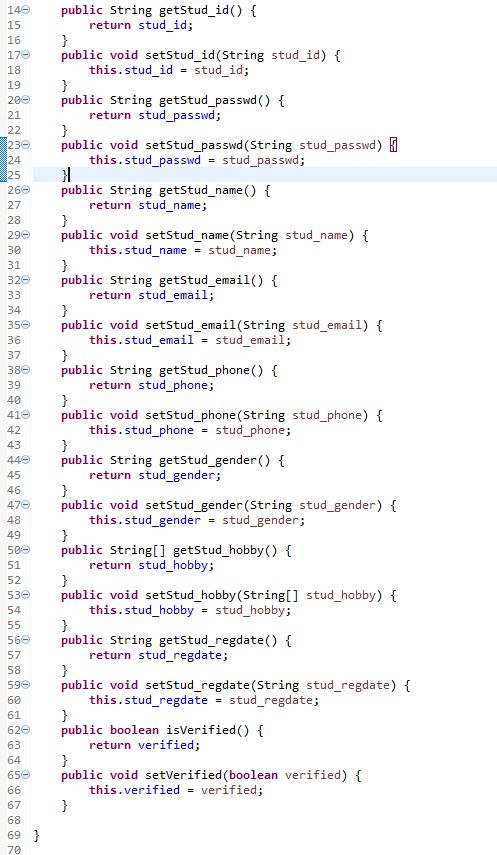 14 public String getStud_id() {
15 return stud_id;
16 }
17 public void setStud_id(String stud_id) {
18 this.stud_id = stud_id;
19 }
20 public String getStud_passwd() {
21 return stud_passwd;
22 }
23 public void setStud_passwd(String stud_passwd) {
24 this.stud_passwd = stud_passwd;
25 }
26 public String getStud_name() {
27 return stud_name;
28 }
29 public void setStud_name(String stud_name) {
30 this.stud_name = stud_name;
31 }
32 public String getStud_email() {
33 return stud_email;
34 }
35 public void setStud_email(String stud_email) {
36 this.stud_email = stud_email;
37 }
38 public String getStud_phone() {
39 return stud_phone;
40 }
41 public void setStud_phone(String stud_phone) {
42 this.stud_phone = stud_phone;
43 }
44 public String getStud_gender() {
45 return stud_gender;
46 }
47 public void setStud_gender(String stud_gender) {
48 this.stud_gender = stud_gender;
49 }
50 public String[] getStud_hobby() {
51 return stud_hobby;
52 }
53 public void setStud_hobby(String[] stud_hobby) {
54 this.stud_hobby = stud_hobby;
55 }
56 public String getStud_regdate() {
57 return stud_regdate;
58 }
59 public void setStud_regdate(String stud_regdate) {
60 this.stud_regdate = stud_regdate;
61 }
62 public boolean isVerified() {
63 return verified;
64 }
65 public void setVerified(boolean verified) {
66 this.verified = verified;
67 }
68
69 }
70